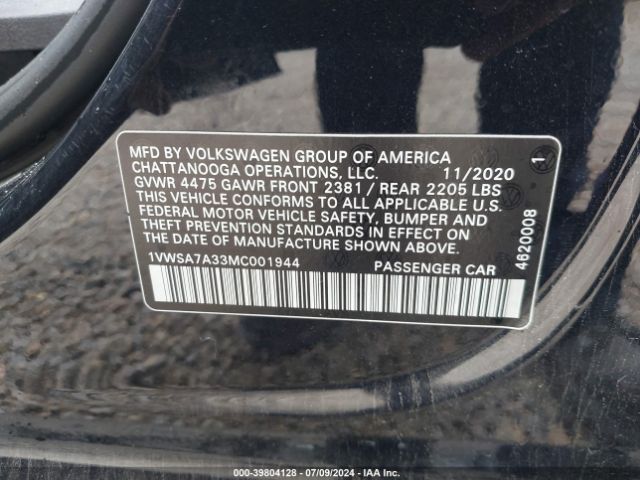 MFD BY VOLKSWAGEN GROUP OF AMERICA
CHATTANOOGA OPERATIONS, LLC. 11/2020 1
GVWR 4475 GAWR FRONT 2381 / REAR 2205 LBS
THIS VEHICLE CONFORMS TO ALL APPLICABLE U.S.
FEDERAL MOTOR VEHICLE SAFETY, BUMPER AND
THEFT PREVENTION STANDARDS IN EFFECT ON
THE DATE OF MANUFACTURE SHOWN ABOVE.
1VWSA7A33MC001944 PASSENGER CAR
4620008
000-39804128 - 07/09/2024 - IAA Inc.